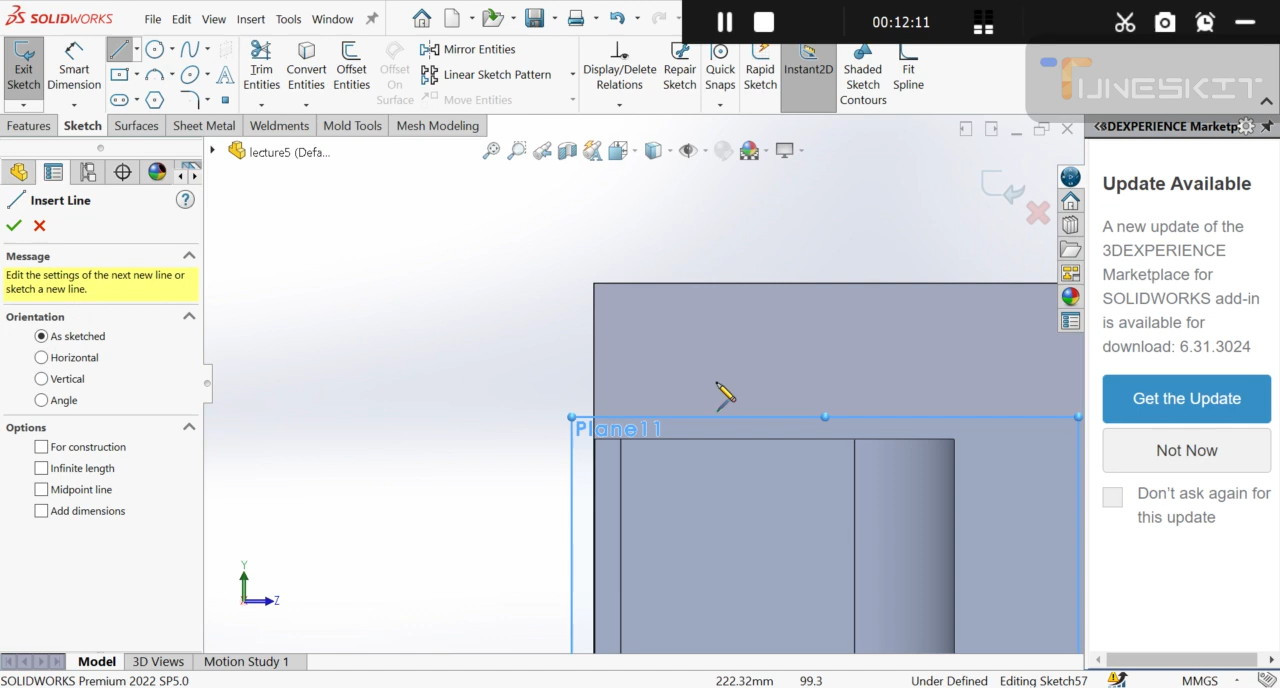 SOLIDWORKS File Edit View Insert Tools Window 00:12:11
Exit Sketch
Smart Dimension
Trim Entities
Convert Entities
Offset Entities
Offset On Surface
Mirror Entities
Linear Sketch Pattern
Move Entities
Display/Delete Relations
Repair Sketch
Quick Snaps
Rapid Sketch
Instant2D
Shaded Sketch Contours
Fit Spline
TUNESKIT
Features Sketch Surfaces Sheet Metal Weldments Mold Tools Mesh Modeling
3DEXPERIENCE Marketp
lecture5 (Defa...
Insert Line
Message
Edit the settings of the next new line or
sketch a new line.
Orientation
As sketched
Horizontal
Vertical
Angle
Options
For construction
Infinite length
Midpoint line
Add dimensions
Plane11
Y
Z
Update Available
A new update of the
3DEXPERIENCE
Marketplace for
SOLIDWORKS add-in
is available for
download: 6.31.3024
Get the Update
Not Now
Don't ask again for
this update
Model 3D Views Motion Study 1
SOLIDWORKS Premium 2022 SP5.0 222.32mm 99.3 Under Defined Editing Sketch57 MMGS